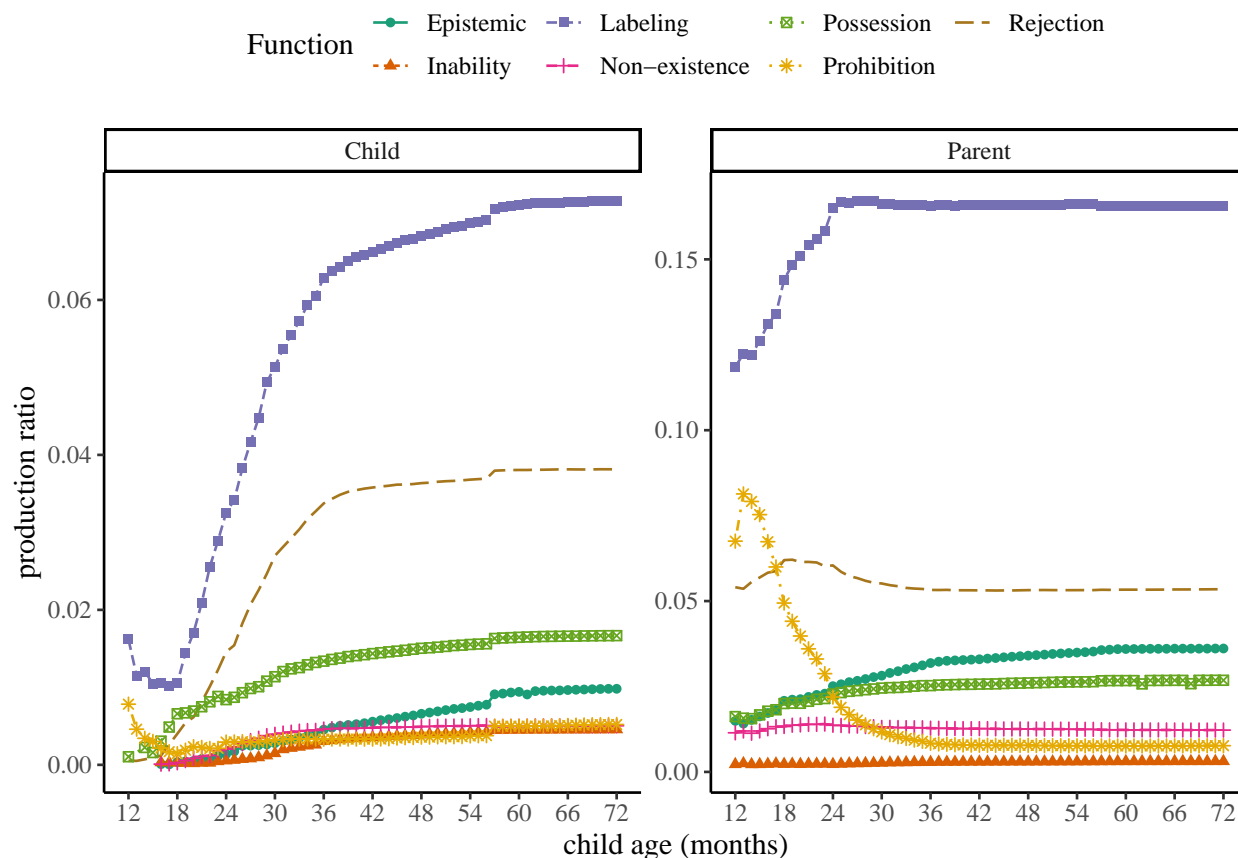 Function
Epistemic Labeling Possession Rejection
Inability Non−existence Prohibition
Child Parent
production ratio
0.06
0.04
0.02
0.00
0.15
0.10
0.05
0.00
12 18 24 30 36 42 48 54 60 66 72
12 18 24 30 36 42 48 54 60 66 72
child age (months)